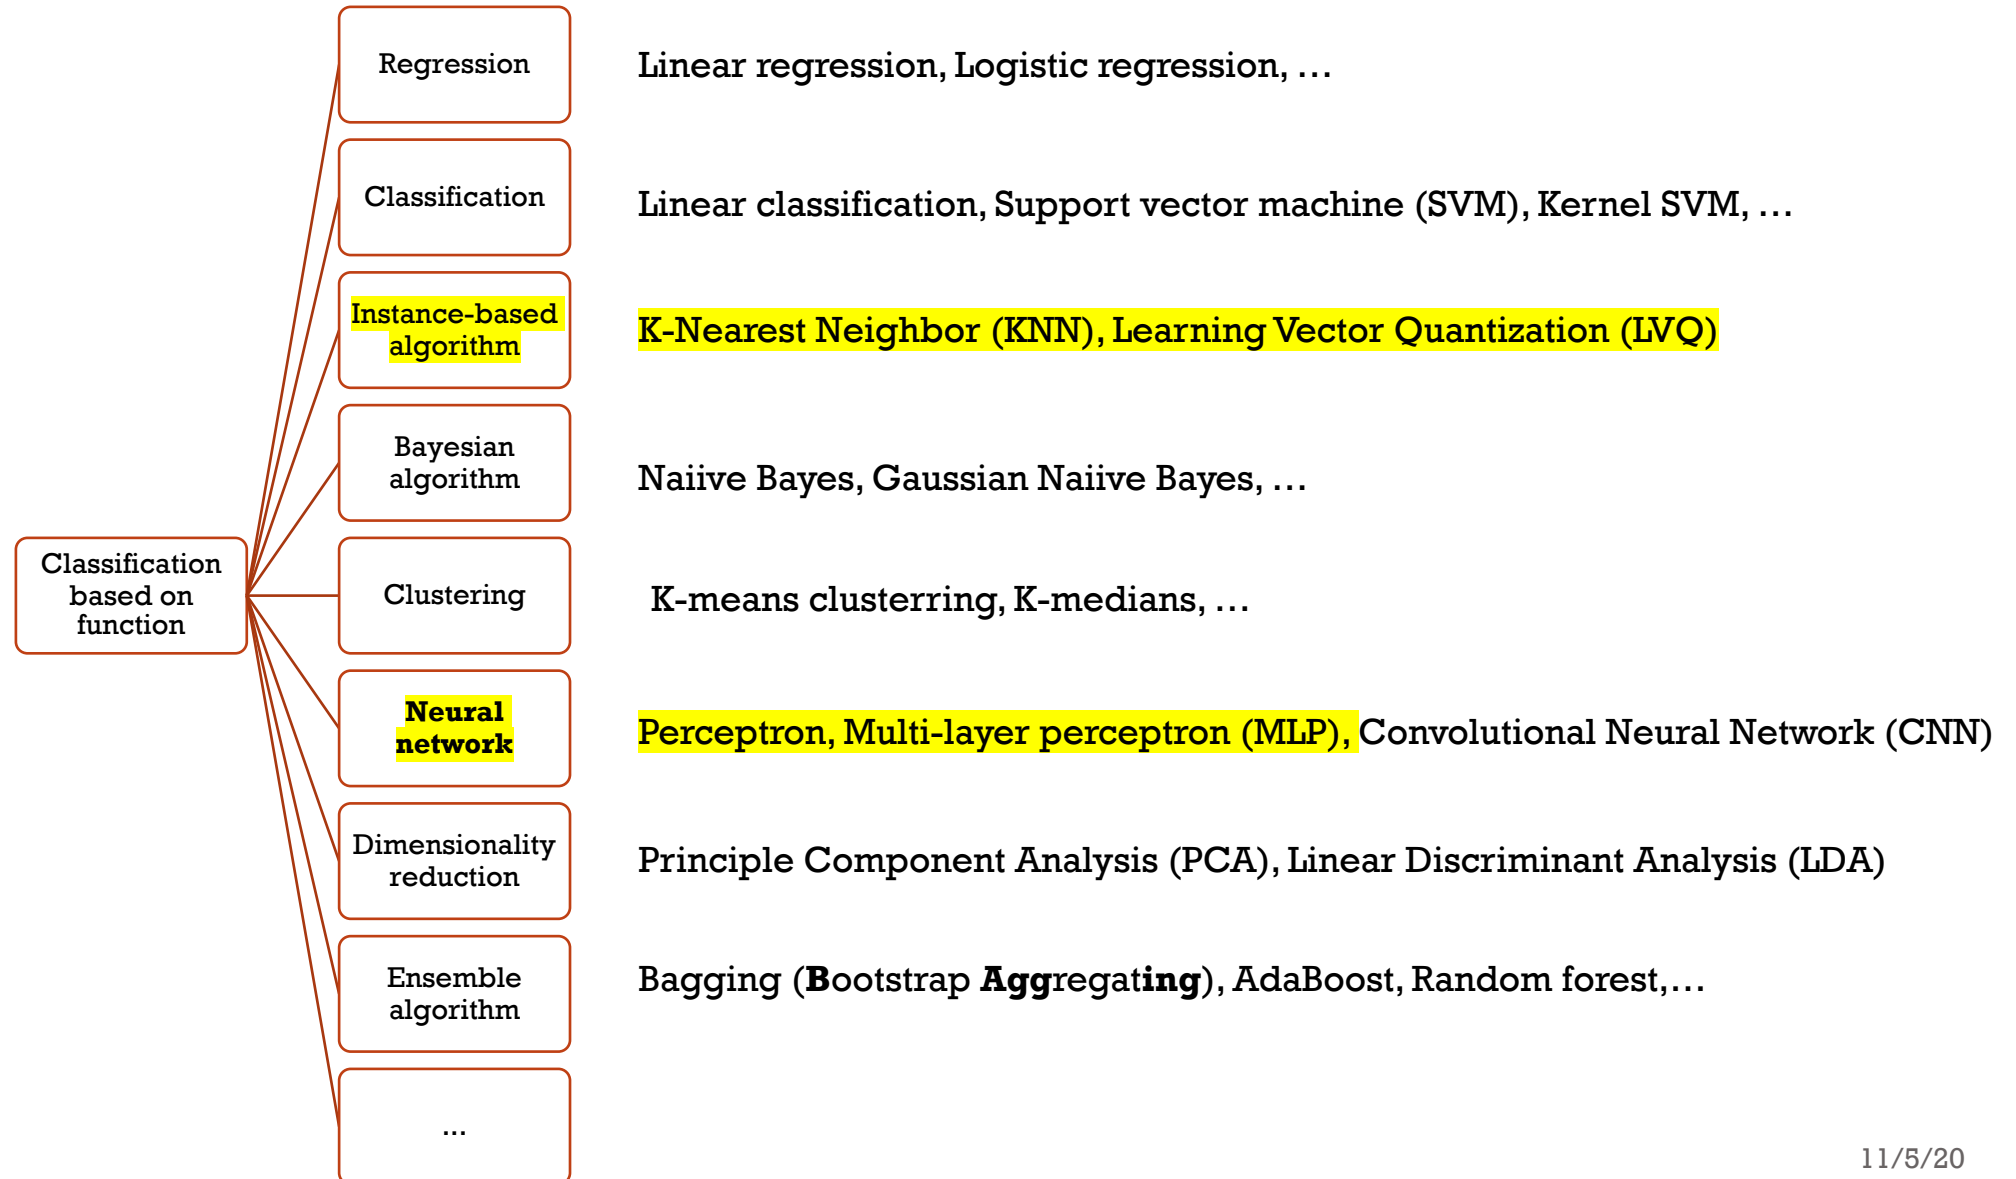 Regression
Linear regression, Logistic regression, …
Classification
Linear classification, Support vector machine (SVM), Kernel SVM, …
Instance-based
algorithm
K-Nearest Neighbor (KNN), Learning Vector Quantization (LVQ)
Bayesian
algorithm
Naiive Bayes, Gaussian Naiive Bayes, …
Classification
based on
function
Clustering
K-means clusterring, K-medians, …
Neural
network
Perceptron, Multi-layer perceptron (MLP), Convolutional Neural Network (CNN)
Dimensionality
reduction
Principle Component Analysis (PCA), Linear Discriminant Analysis (LDA)
Ensemble
algorithm
Bagging (Bootstrap Aggregating), AdaBoost, Random forest,…
...
11/5/20